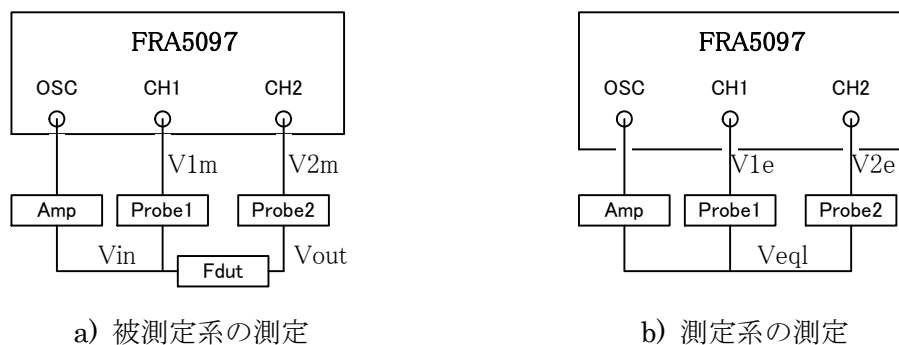 FRA5097
OSC CH1 CH2
V1m V2m
Amp Probe1 Probe2
Vin Fdut Vout
a) 被測定系の測定
FRA5097
OSC CH1 CH2
V1e V2e
Amp Probe1 Probe2
Veql
b) 測定系の測定